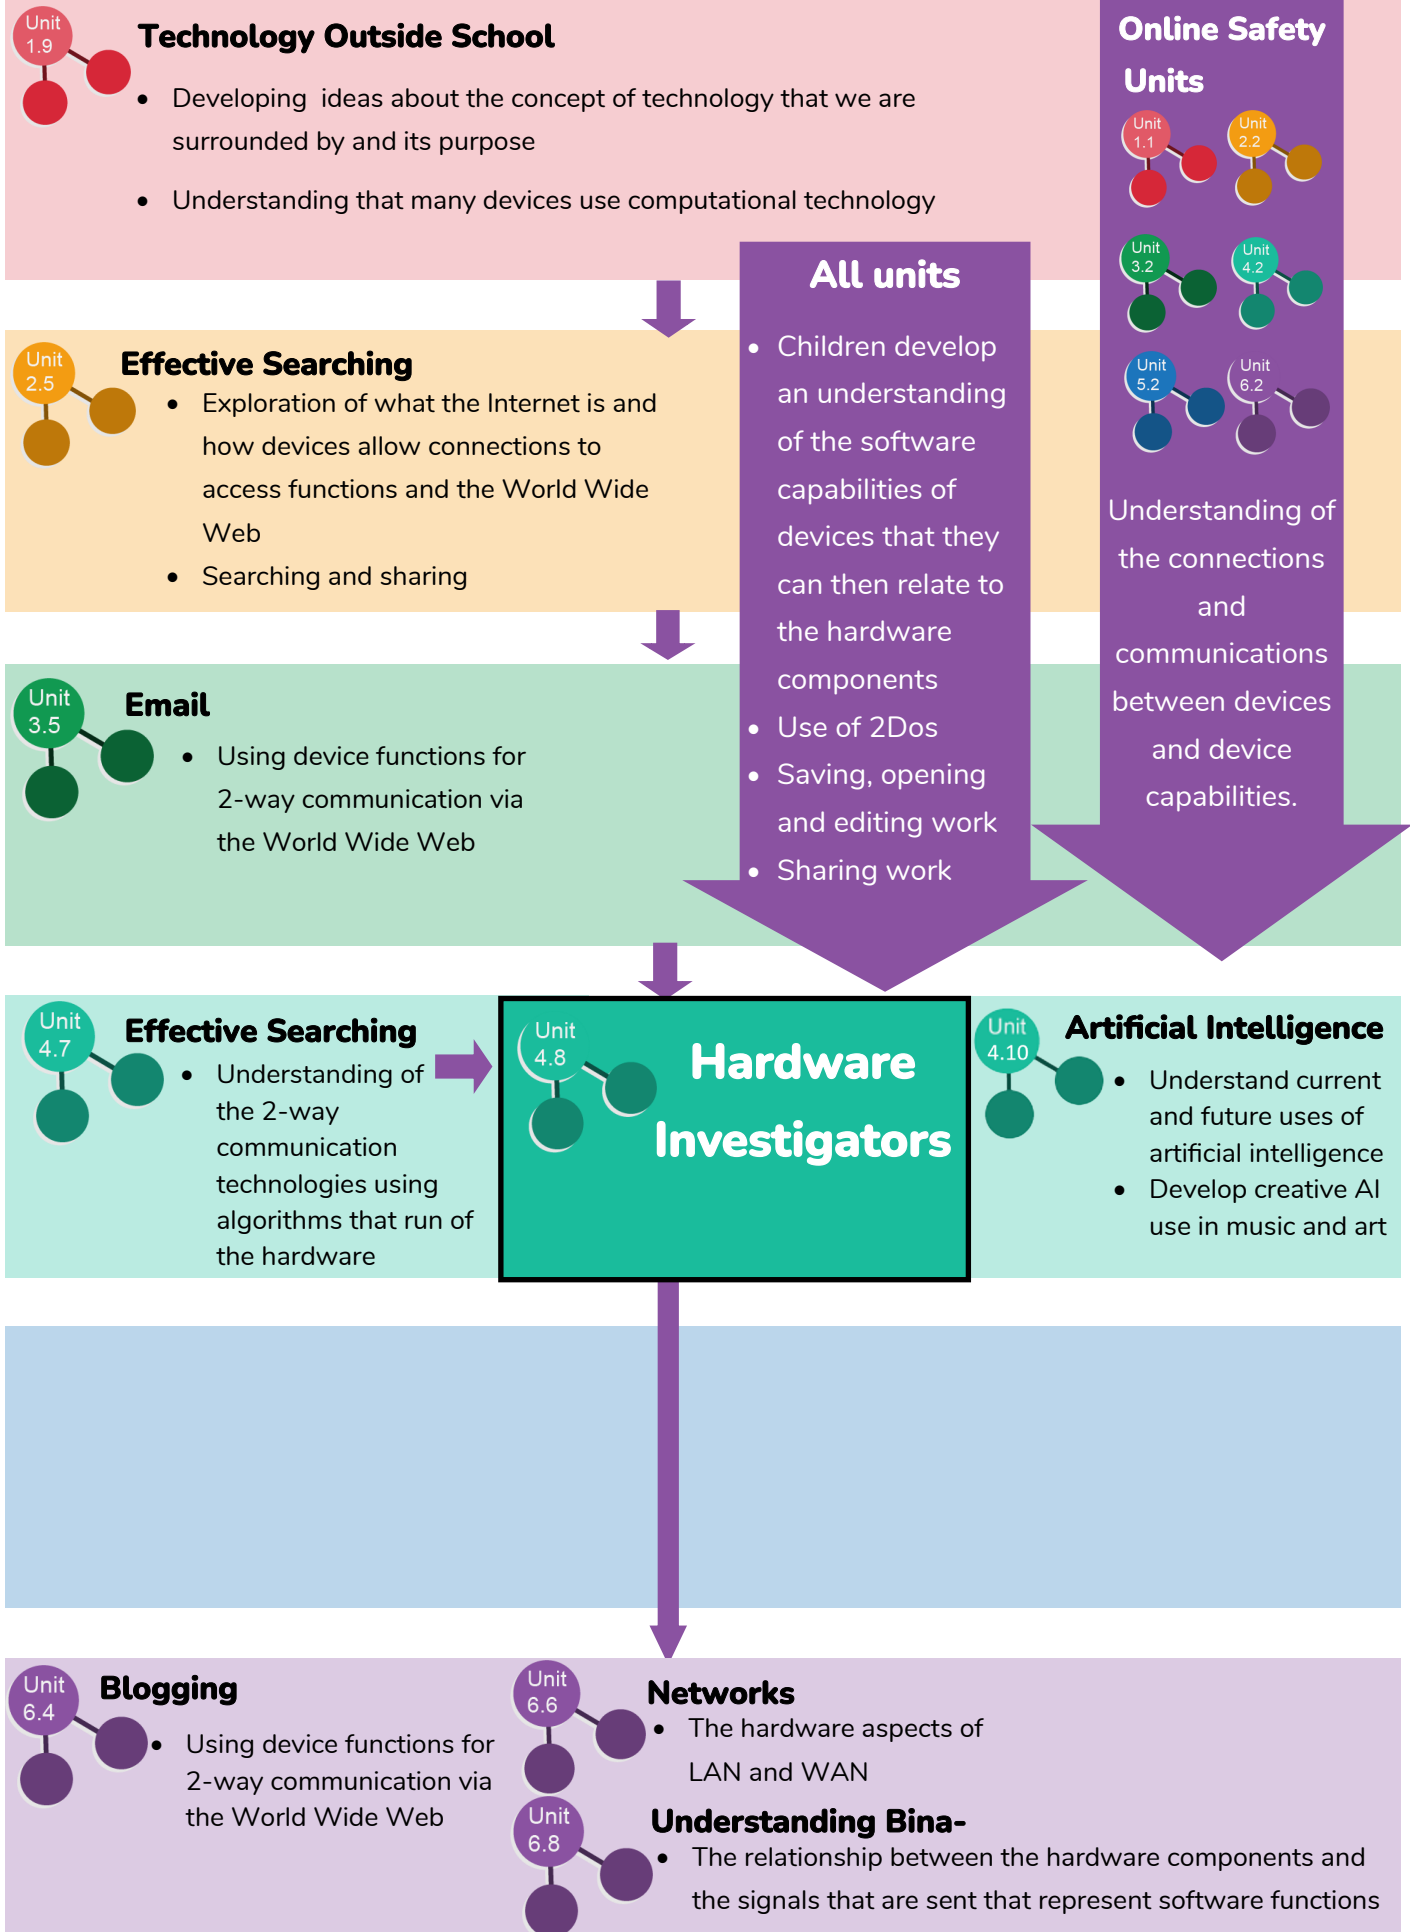 Unit
1.9
Technology Outside School
• Developing  ideas about the concept of technology that we are
surrounded by and its purpose
• Understanding that many devices use computational technology
Online Safety
Units
Unit
1.1
Unit
2.2
Unit
3.2
Unit
4.2
Unit
5.2
Unit
6.2
Understanding of
the connections
and
communications
between devices
and device
capabilities.
All units
• Children develop
an understanding
of the software
capabilities of
devices that they
can then relate to
the hardware
components
• Use of 2Dos
• Saving, opening
and editing work
• Sharing work
Unit
2.5
Effective Searching
• Exploration of what the Internet is and
how devices allow connections to
access functions and the World Wide
Web
• Searching and sharing
Unit
3.5
Email
• Using device functions for
2-way communication via
the World Wide Web
Unit
4.7
Effective Searching
• Understanding of
the 2-way
communication
technologies using
algorithms that run of
the hardware
Unit
4.8
Hardware
Investigators
Unit
4.10
Artificial Intelligence
• Understand current
and future uses of
artificial intelligence
• Develop creative AI
use in music and art
Unit
6.4
Blogging
• Using device functions for
2-way communication via
the World Wide Web
Unit
6.6
Networks
• The hardware aspects of
LAN and WAN
Unit
6.8
Understanding Bina-
• The relationship between the hardware components and
the signals that are sent that represent software functions